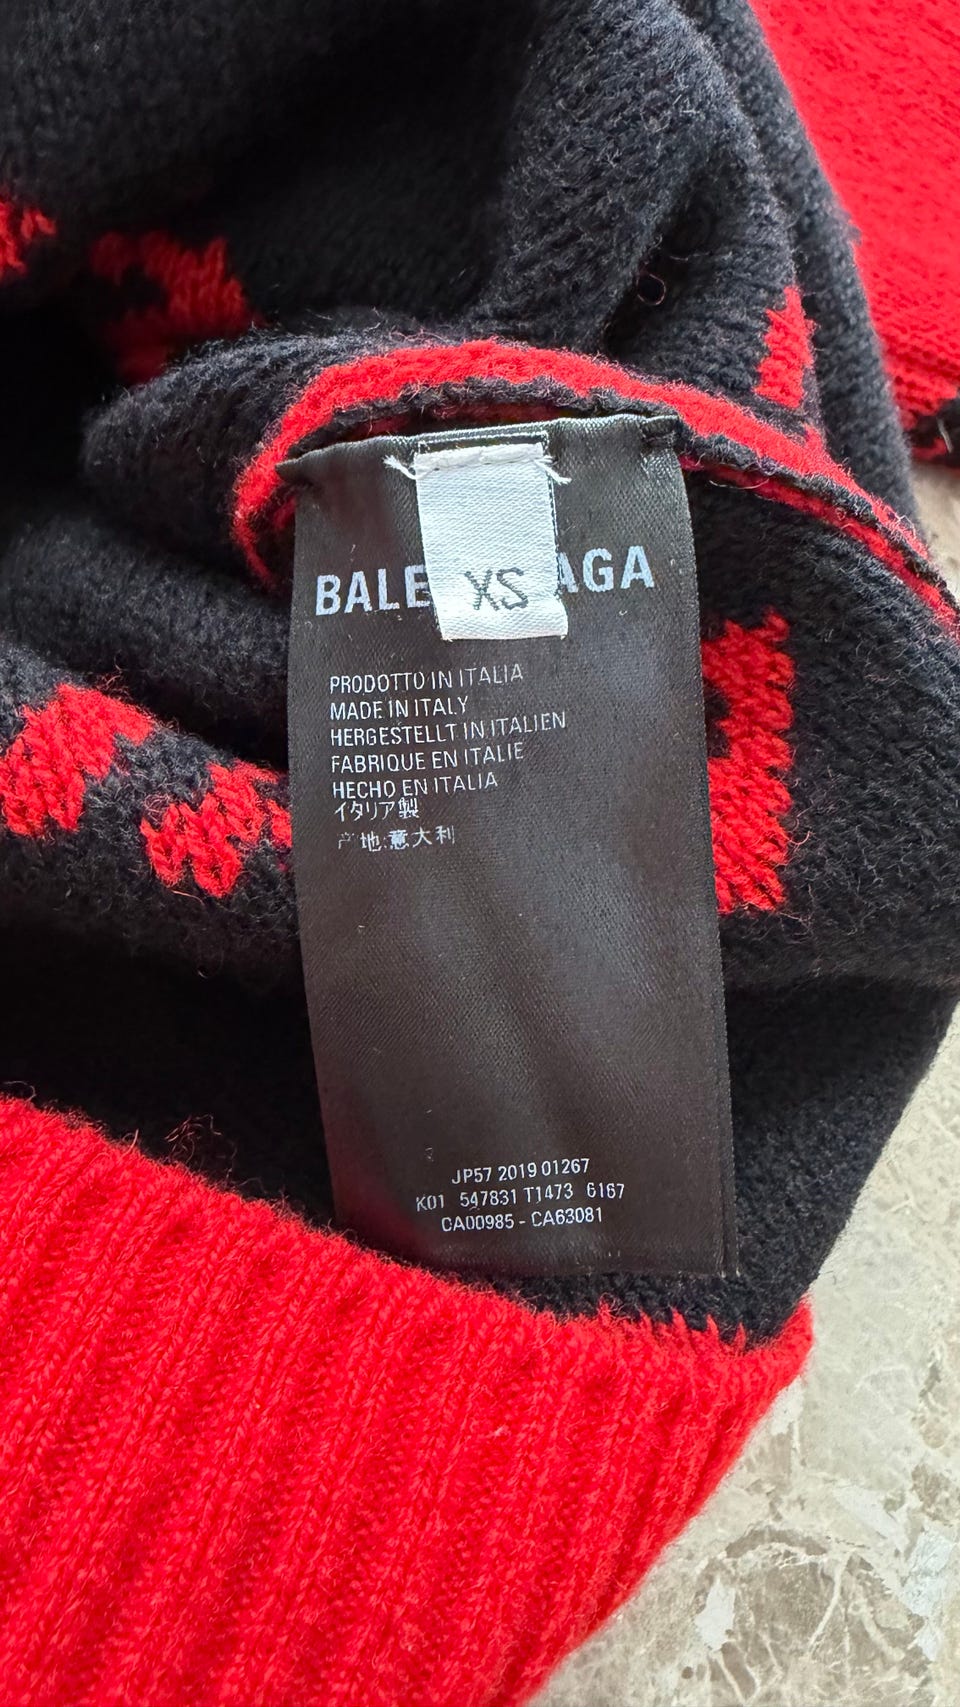 BALE AGA
XS
PRODOTTO IN ITALIA
MADE IN ITALY
HERGESTELLT IN ITALIEN
FABRIQUE EN ITALIE
HECHO EN ITALIA
イタリア製
产地:意大利
JP57 2019 01267
K01 547831 T1473 6167
CA00985 - CA63081